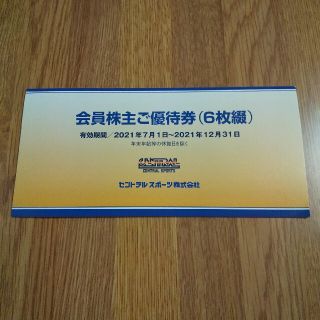 会員株主ご優待券(6枚綴)
有効期間/2021年7月1日~2021年12月31日
年末年始等の休館日を除く
CENTRAL
CENTRAL SPORTS
セントラルスポーツ株式会社